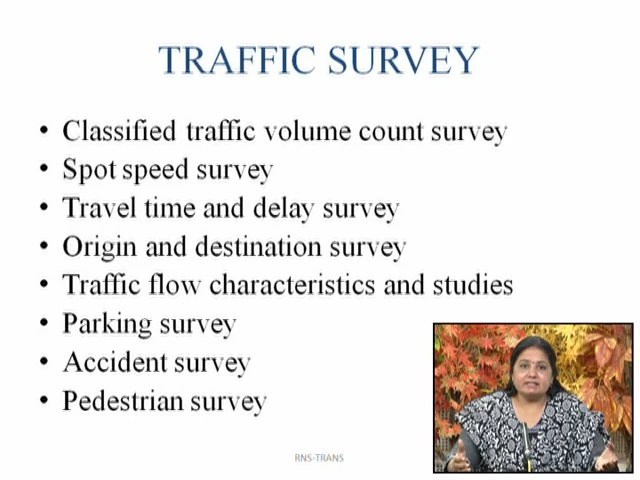 TRAFFIC SURVEY
• Classified traffic volume count survey
• Spot speed survey
• Travel time and delay survey
• Origin and destination survey
• Traffic flow characteristics and studies
• Parking survey
• Accident survey
• Pedestrian survey
RNS-TRANS